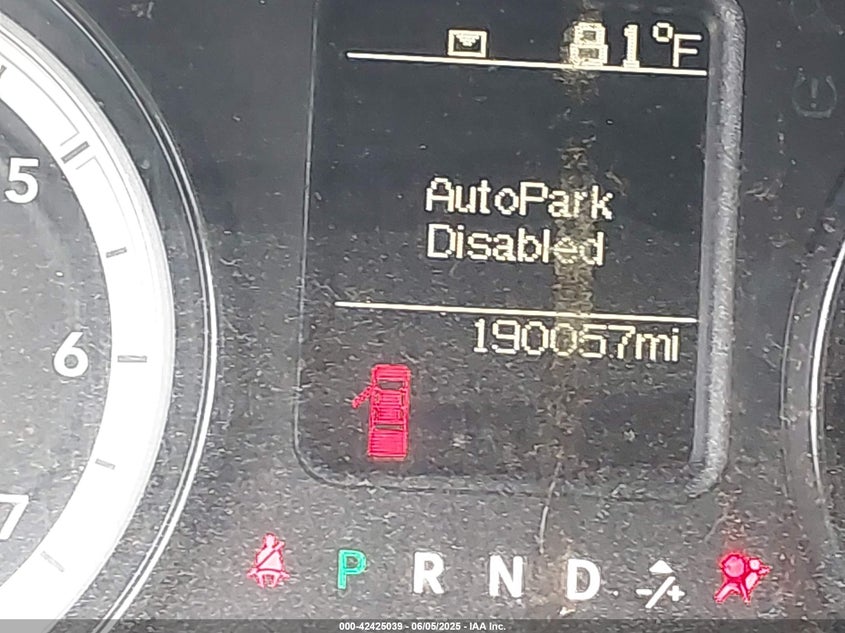 81°F
5
AutoPark
Disabled
190057mi
6
7
P R N D -/+
000-42425039 - 06/05/2025 - IAA Inc.